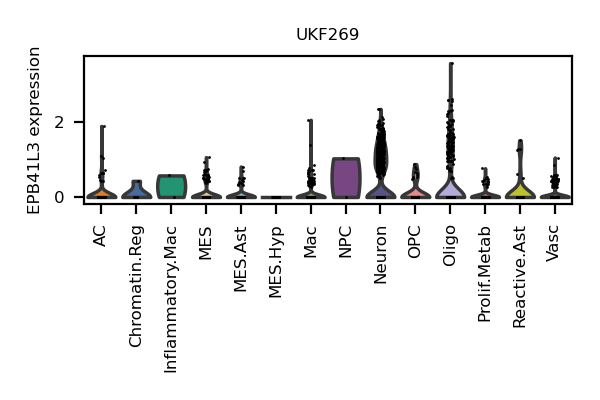 UKF269
EPB41L3 expression
2
0
AC
Chromatin.Reg
Inflammatory.Mac
MES
MES.Ast
MES.Hyp
Mac
NPC
Neuron
OPC
Oligo
Prolif.Metab
Reactive.Ast
Vasc